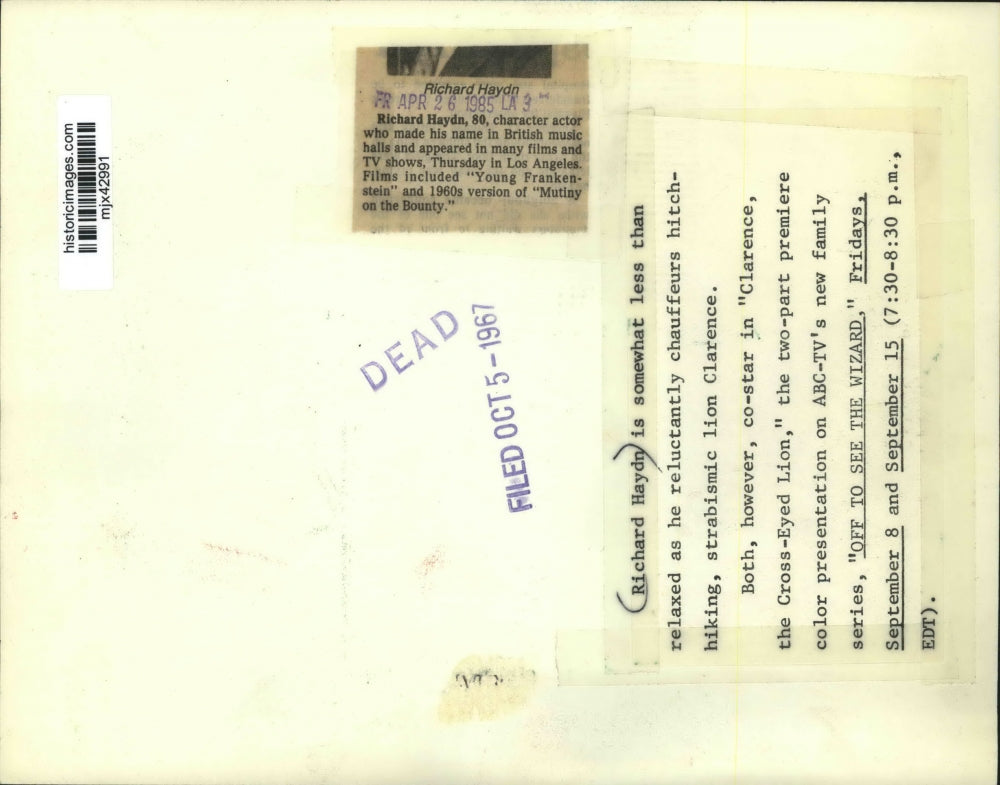 historicimages.com
mjx42991
Richard Haydn
FR APR 26 1985 LA 3
Richard Haydn, 80, character actor
who made his name in British music
halls and appeared in many films and
TV shows, Thursday in Los Angeles.
Films included "Young Franken-
stein" and 1960s version of "Mutiny
on the Bounty."
DEAD
FILED OCT 5-1967
(Richard Haydn) is somewhat less than
relaxed as he reluctantly chauffeurs hitch-
hiking, strabismic lion Clarence.
Both, however, co-star in "Clarence,
the Cross-Eyed Lion," the two-part premiere
color presentation on ABC-TV's new family
series, "OFF TO SEE THE WIZARD," Fridays,
September 8 and September 15 (7:30-8:30 p.m.,
EDT).